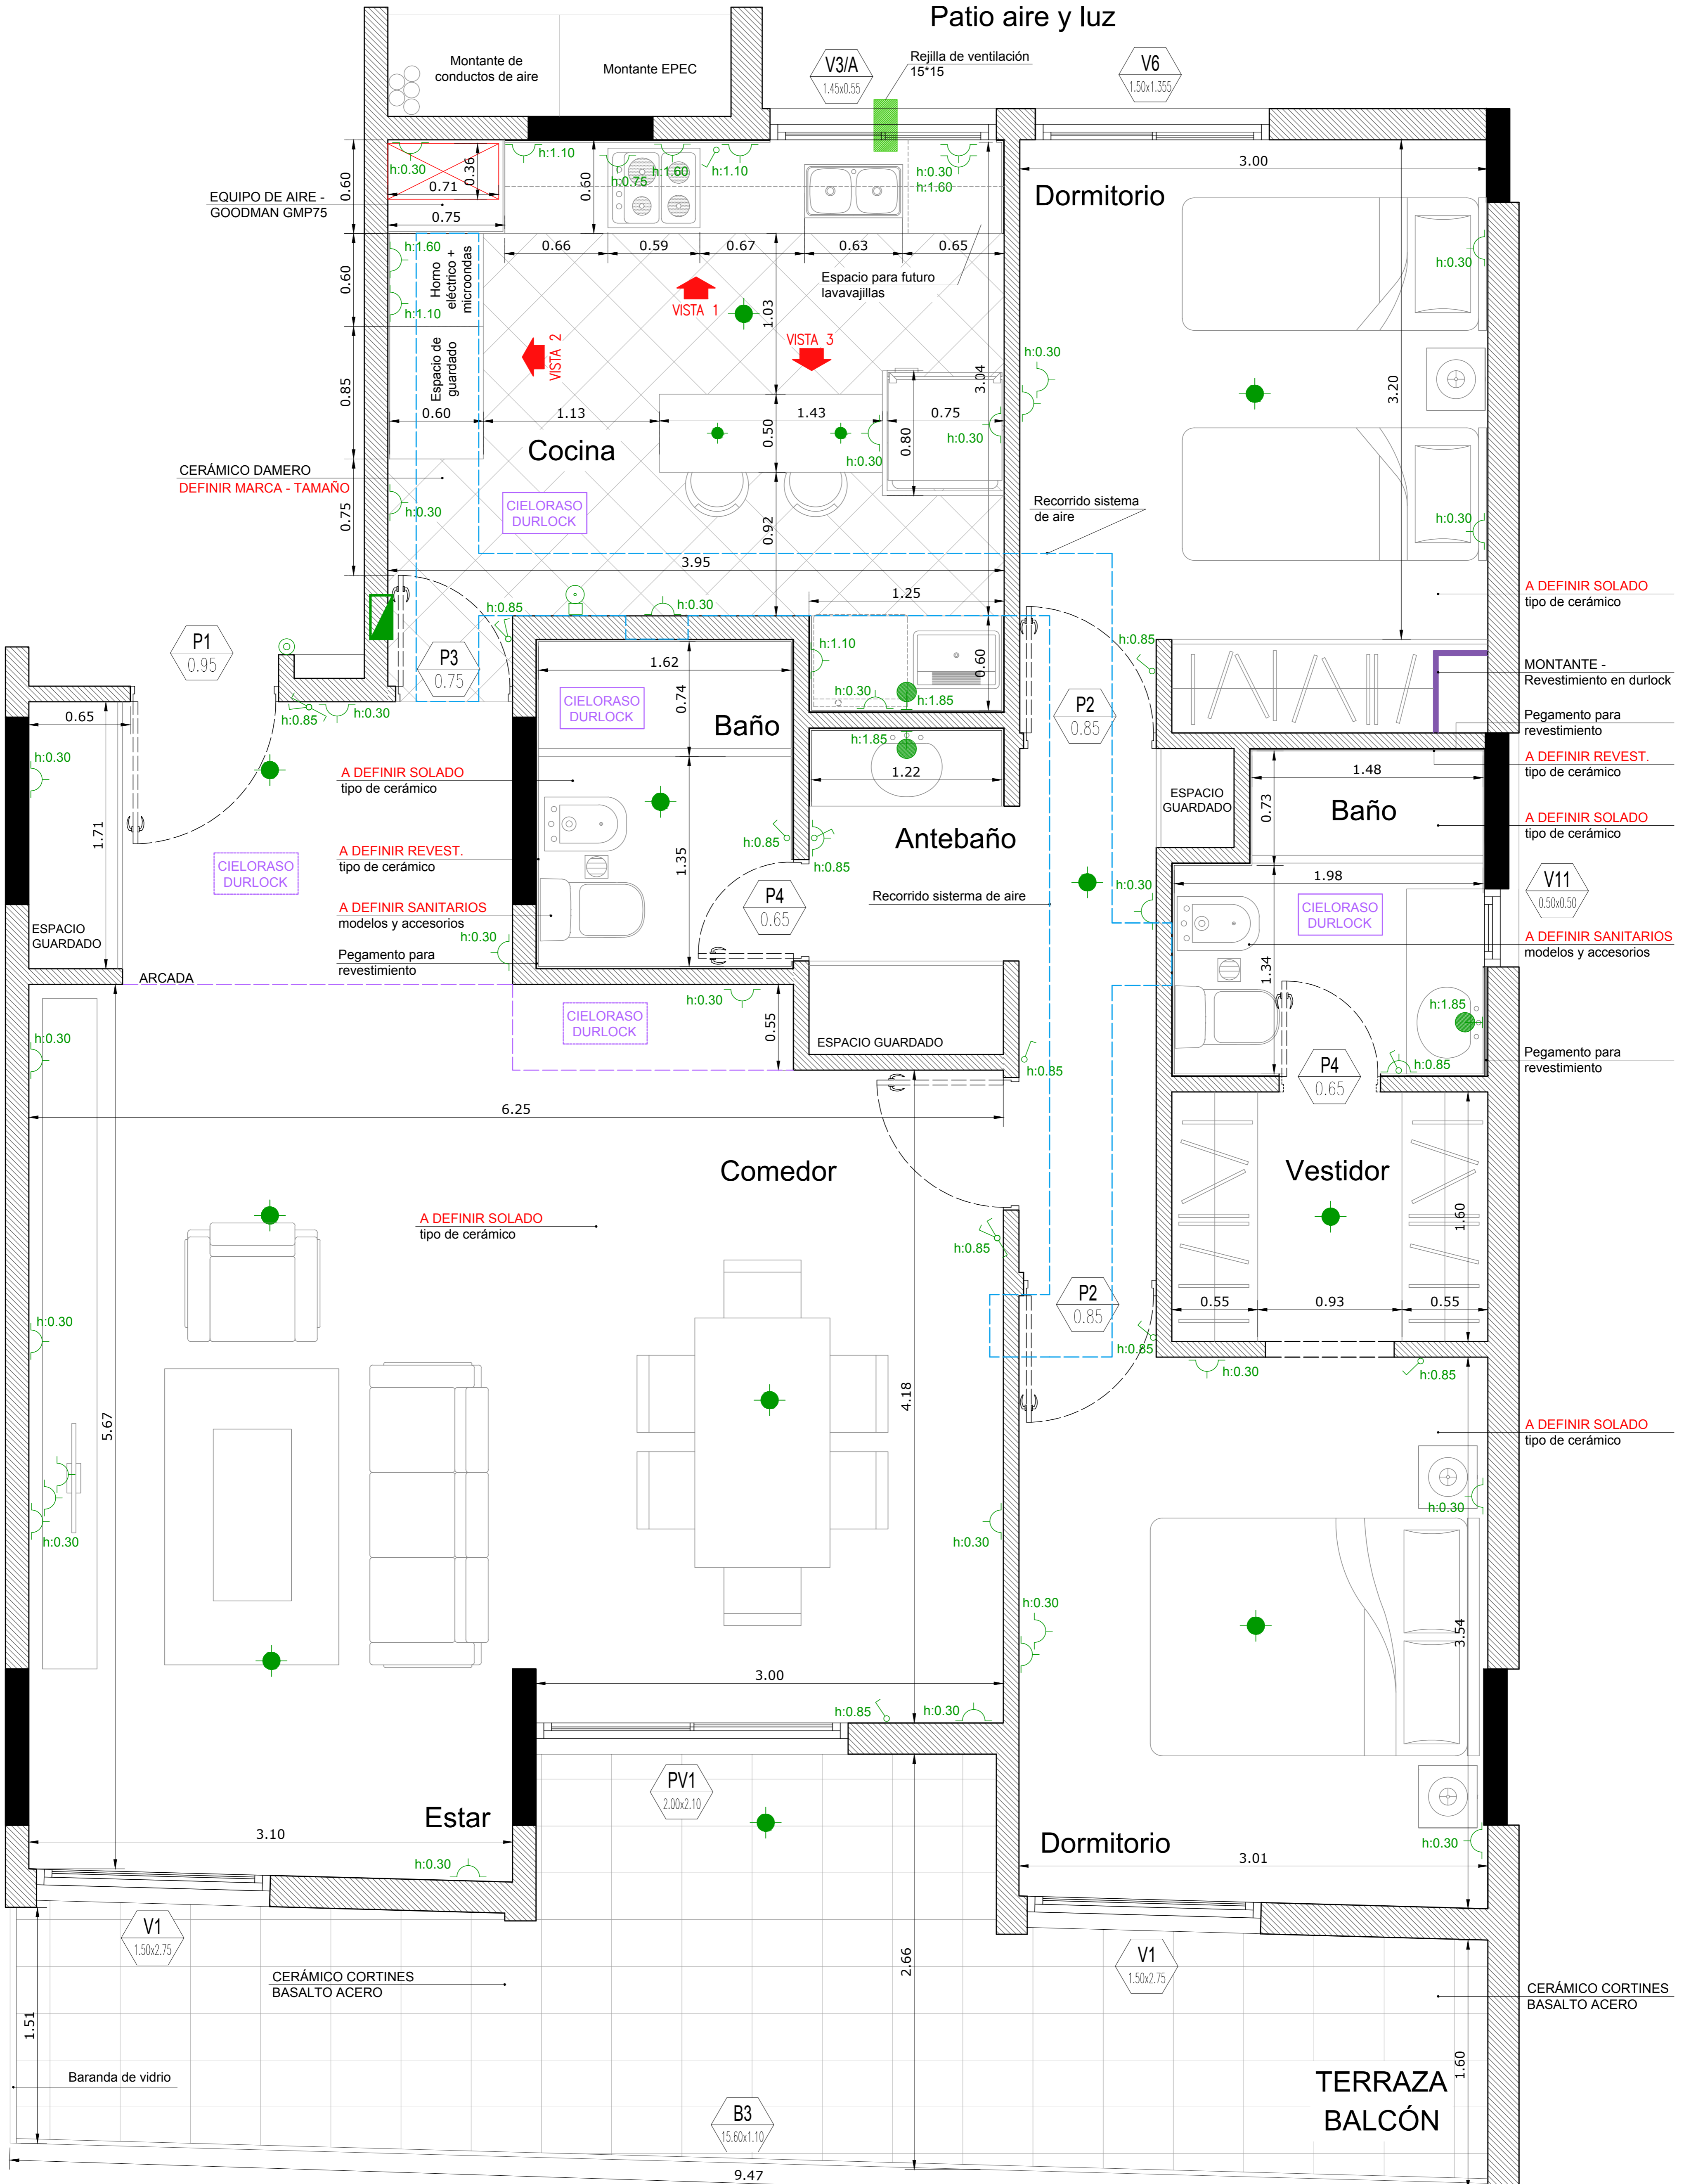 Patio aire y luz
Montante de
conductos de aire
Montante EPEC
V3/A
1.45x0.55
Rejilla de ventilación
15*15
V6
1.50x1.355
EQUIPO DE AIRE -
GOODMAN GMP75
0.60
0.60
0.85
0.75
h:0.30
0.71
0.36
0.75
h:1.10
0.60
h:0.75
h:1.60
h:1.10
h:0.30
h:1.60
0.66
0.59
0.67
0.63
0.65
h:1.60
h:1.10
Horno
eléctrico +
microondas
Espacio de
guardado
Espacio para futuro
lavavajillas
VISTA 1
VISTA 2
VISTA 3
1.03
3.04
0.60
1.13
1.43
0.75
0.50
0.80
h:0.30
h:0.30
Cocina
CERÁMICO DAMERO
DEFINIR MARCA - TAMAÑO
h:0.30
CIELORASO
DURLOCK
0.92
3.95
Dormitorio
3.00
h:0.30
h:0.30
3.20
h:0.30
Recorrido sistema
de aire
A DEFINIR SOLADO
tipo de cerámico
MONTANTE -
Revestimiento en durlock
Pegamento para
revestimiento
A DEFINIR REVEST.
tipo de cerámico
A DEFINIR SOLADO
tipo de cerámico
V11
0.50x0.50
A DEFINIR SANITARIOS
modelos y accesorios
Pegamento para
revestimiento
P1
0.95
P3
0.75
h:0.85
h:0.30
1.25
h:1.10
0.60
h:0.30
h:1.85
h:0.85
P2
0.85
h:0.85
h:0.30
0.65
h:0.30
1.71
ESPACIO
GUARDADO
CIELORASO
DURLOCK
ARCADA
1.62
0.74
CIELORASO
DURLOCK
Baño
A DEFINIR SOLADO
tipo de cerámico
A DEFINIR REVEST.
tipo de cerámico
A DEFINIR SANITARIOS
modelos y accesorios
h:0.30
Pegamento para
revestimiento
1.35
h:0.85
h:0.85
P4
0.65
h:1.85
1.22
Antebaño
Recorrido sisterma de aire
ESPACIO
GUARDADO
1.48
0.73
Baño
1.98
CIELORASO
DURLOCK
h:0.30
1.34
h:1.85
h:0.85
P4
0.65
h:0.30
CIELORASO
DURLOCK
0.55
ESPACIO GUARDADO
h:0.85
h:0.30
6.25
Comedor
A DEFINIR SOLADO
tipo de cerámico
h:0.85
Vestidor
1.60
0.55
0.93
0.55
P2
0.85
h:0.85
h:0.30
h:0.85
h:0.30
5.67
4.18
h:0.30
h:0.30
A DEFINIR SOLADO
tipo de cerámico
h:0.30
h:0.30
3.54
3.00
h:0.85
h:0.30
Estar
3.10
h:0.30
PV1
2.00x2.10
Dormitorio
3.01
h:0.30
V1
1.50x2.75
V1
1.50x2.75
2.66
CERÁMICO CORTINES
BASALTO ACERO
CERÁMICO CORTINES
BASALTO ACERO
1.51
1.60
Baranda de vidrio
B3
15.60x1.10
TERRAZA
BALCÓN
9.47